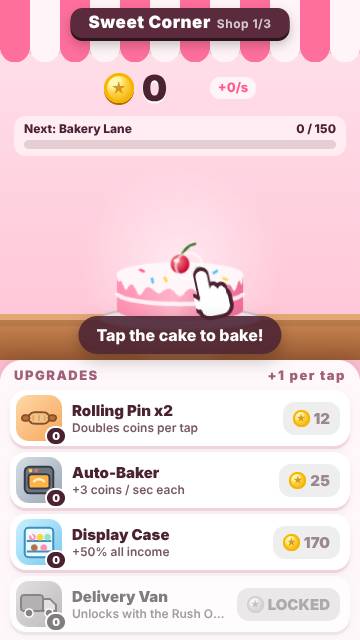 Sweet Corner Shop 1/3
0 +0/s
Next: Bakery Lane 0 / 150
Tap the cake to bake!
UPGRADES +1 per tap
Rolling Pin x2
Doubles coins per tap
0 12
Auto-Baker
+3 coins / sec each
0 25
Display Case
+50% all income
0 170
Delivery Van
Unlocks with the Rush O...
0 LOCKED